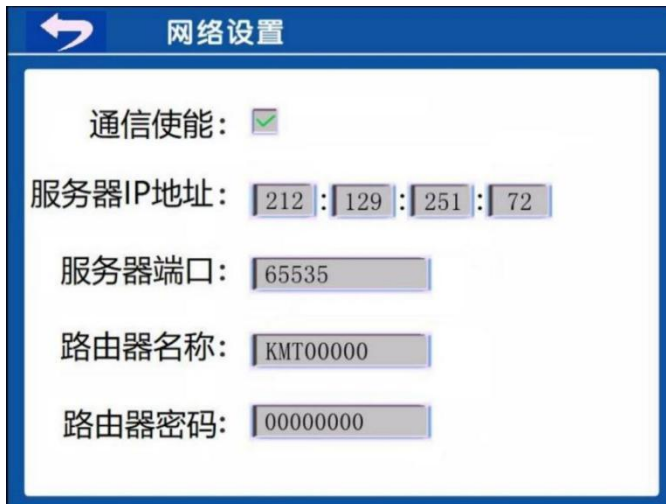 网络设置
通信使能：
服务器IP地址： 212 : 129 : 251 : 72
服务器端口： 65535
路由器名称： KMT00000
路由器密码： 00000000